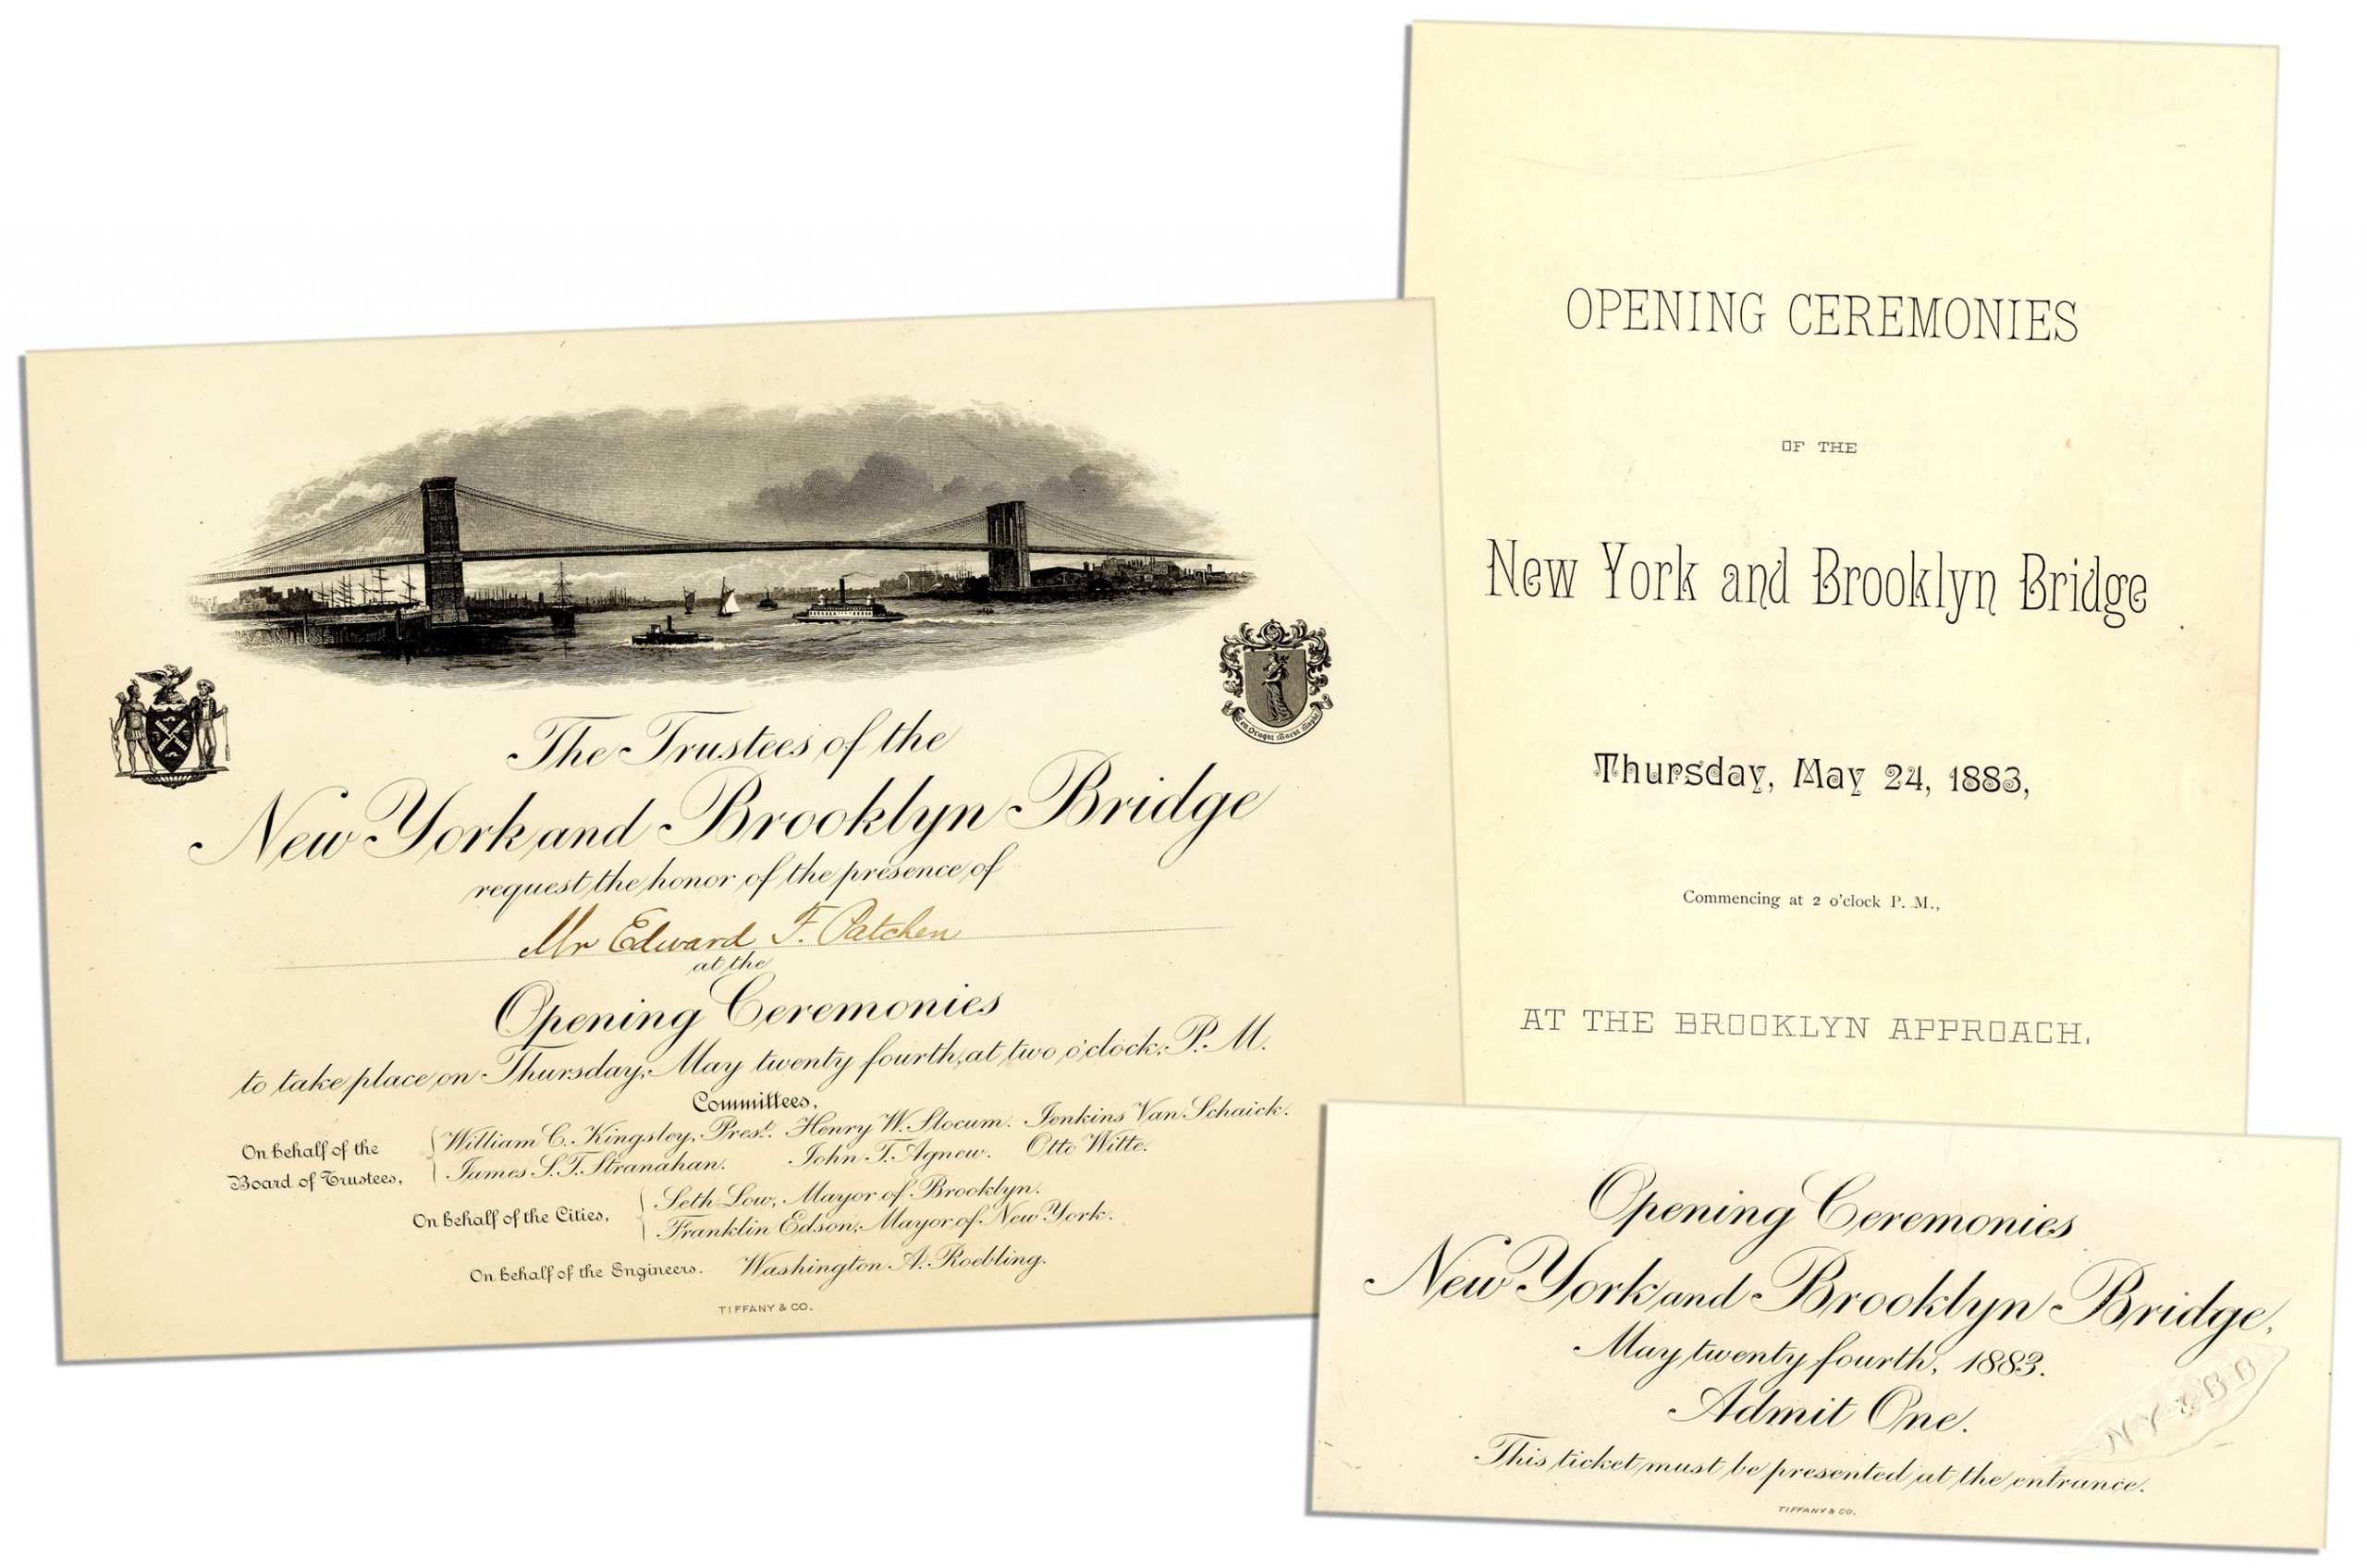 The Trustees of the
New York and Brooklyn Bridge
request the honor of the presence of
Mr Edward F. Patchen
at the
Opening Ceremonies
to take place on Thursday, May twenty fourth, at two o'clock, P. M.
Committees,
On behalf of the
Board of Trustees,
William C. Kingsley, Prest. Henry W. Slocum. Jenkins Van Schaick.
James S. T. Stranahan. John T. Agnew. Otto Witte.
On behalf of the Cities,
Seth Low, Mayor of Brooklyn.
Franklin Edson, Mayor of New York.
On behalf of the Engineers. Washington A. Roebling.
TIFFANY & CO.
OPENING CEREMONIES
OF THE
New York and Brooklyn Bridge
Thursday, May 24, 1883,
Commencing at 2 o'clock P. M.,
AT THE BROOKLYN APPROACH.
Opening Ceremonies
New York and Brooklyn Bridge,
May twenty fourth, 1883.
Admit One.
NY & BB
This ticket must be presented at the entrance.
TIFFANY & CO.